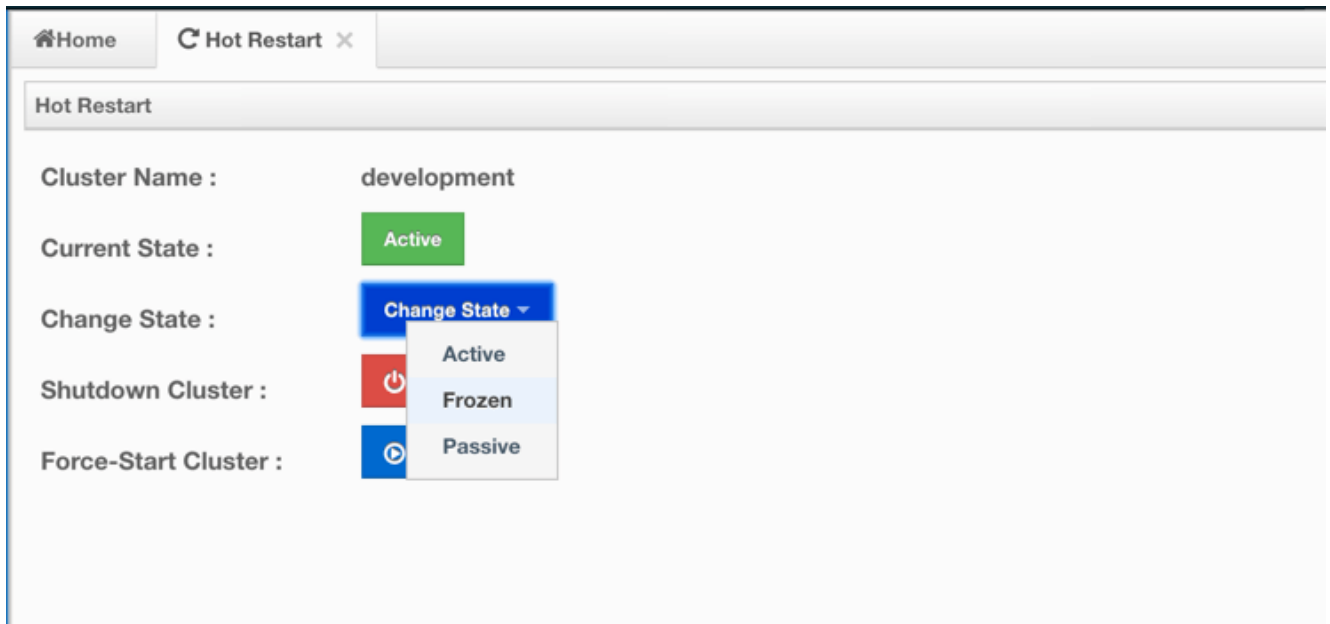 Home
Hot Restart
Hot Restart
Cluster Name :
development
Current State :
Active
Change State :
Change State
Active
Frozen
Passive
Shutdown Cluster :
Force-Start Cluster :